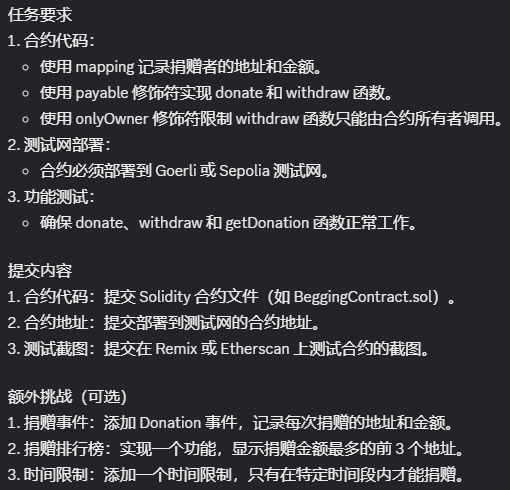 任务要求
1. 合约代码：
使用 mapping 记录捐赠者的地址和金额。
使用 payable 修饰符实现 donate 和 withdraw 函数。
使用 onlyOwner 修饰符限制 withdraw 函数只能由合约所有者调用。
2. 测试网部署：
合约必须部署到 Goerli 或 Sepolia 测试网。
3. 功能测试：
确保 donate、withdraw 和 getDonation 函数正常工作。
提交内容
1. 合约代码：提交 Solidity 合约文件（如 BeggingContract.sol）。
2. 合约地址：提交部署到测试网的合约地址。
3. 测试截图：提交在 Remix 或 Etherscan 上测试合约的截图。
额外挑战（可选）
1. 捐赠事件：添加 Donation 事件，记录每次捐赠的地址和金额。
2. 捐赠排行榜：实现一个功能，显示捐赠金额最多的前 3 个地址。
3. 时间限制：添加一个时间限制，只有在特定时间段内才能捐赠。